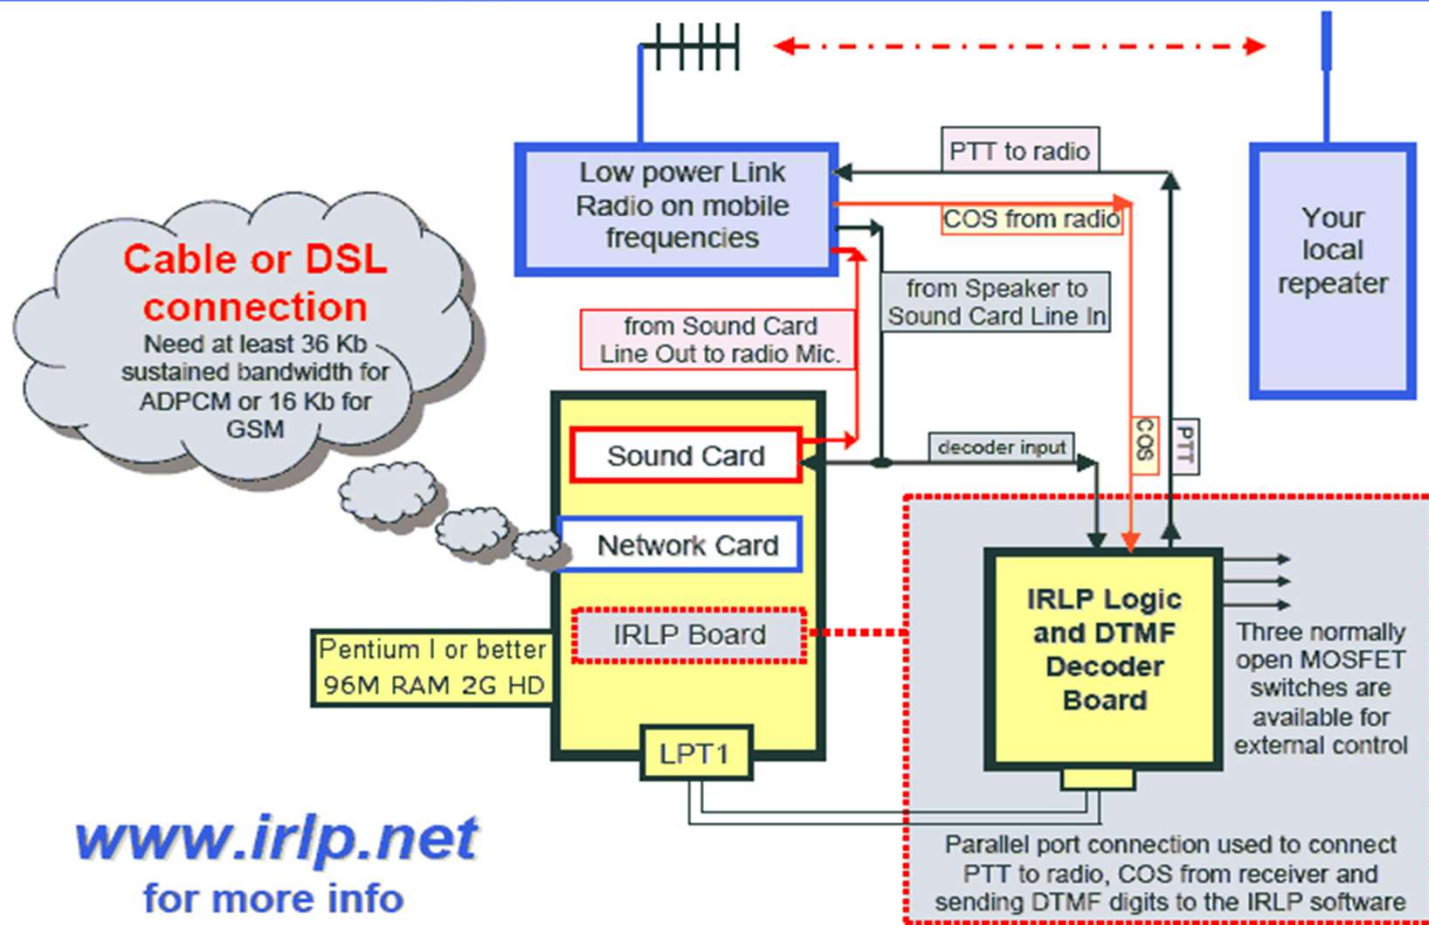 Low power Link
Radio on mobile
frequencies
PTT to radio
COS from radio
Your
local
repeater
Cable or DSL
connection
Need at least 36 Kb
sustained bandwidth for
ADPCM or 16 Kb for
GSM
from Speaker to
Sound Card Line In
from Sound Card
Line Out to radio Mic.
Sound Card
decoder input
COS
PTT
Network Card
IRLP Board
Pentium I or better
96M RAM 2G HD
LPT1
IRLP Logic
and DTMF
Decoder
Board
Three normally
open MOSFET
switches are
available for
external control
www.irlp.net
for more info
Parallel port connection used to connect
PTT to radio, COS from receiver and
sending DTMF digits to the IRLP software